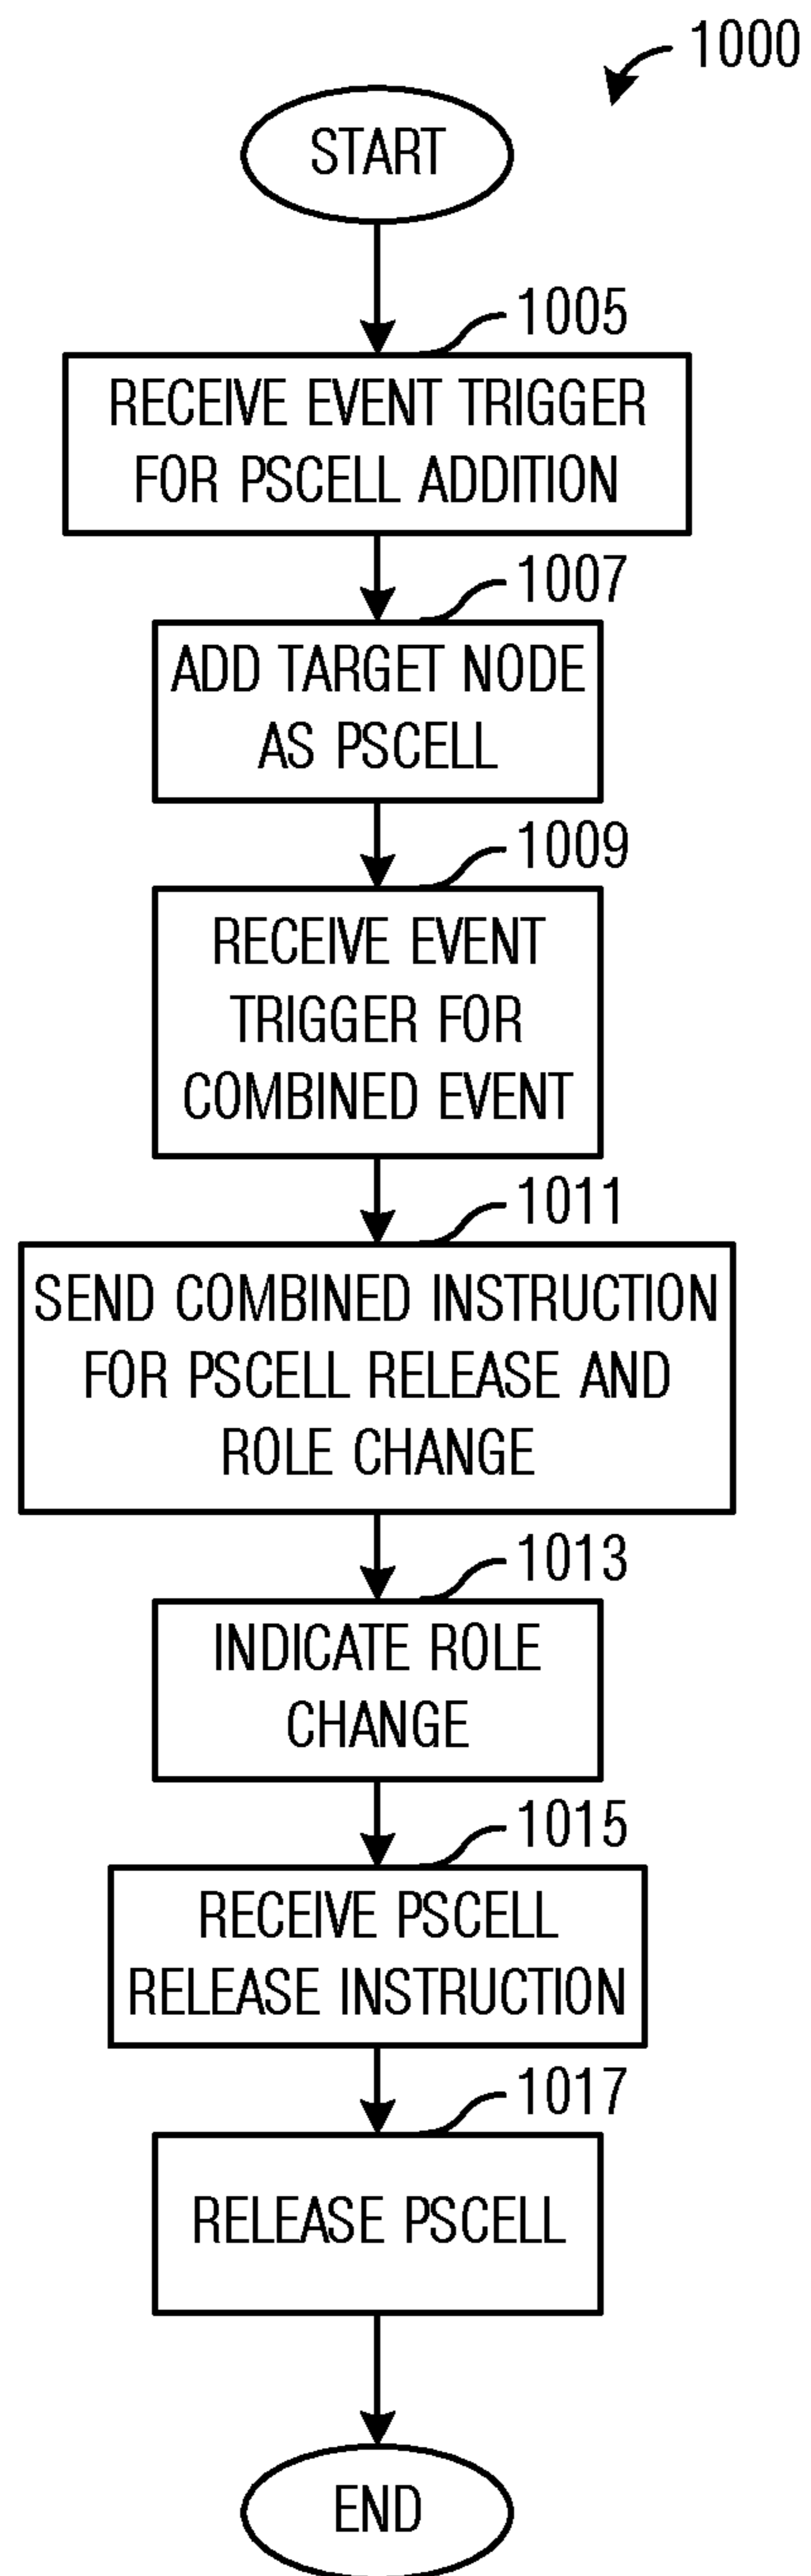 1000
START
1005
RECEIVE EVENT TRIGGER
FOR PSCELL ADDITION
1007
ADD TARGET NODE
AS PSCELL
1009
RECEIVE EVENT
TRIGGER FOR
COMBINED EVENT
1011
SEND COMBINED INSTRUCTION
FOR PSCELL RELEASE AND
ROLE CHANGE
1013
INDICATE ROLE
CHANGE
1015
RECEIVE PSCELL
RELEASE INSTRUCTION
1017
RELEASE PSCELL
END